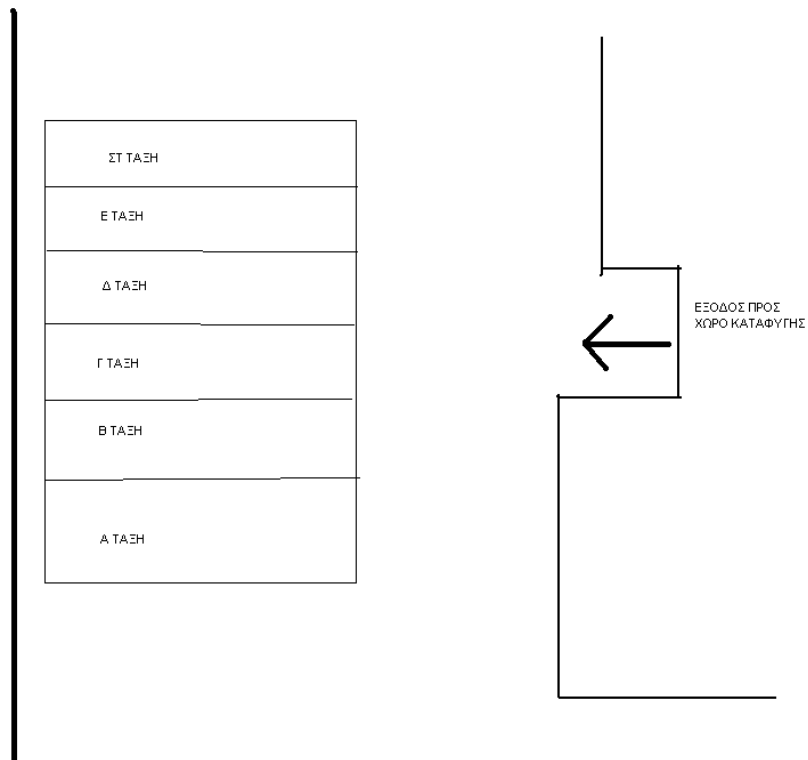 ΣΤ ΤΑΞΗ
Ε ΤΑΞΗ
Δ ΤΑΞΗ
Γ ΤΑΞΗ
Β ΤΑΞΗ
Α ΤΑΞΗ
ΕΞΟΔΟΣ ΠΡΟΣ
ΧΩΡΟ ΚΑΤΑΦΥΓΗΣ